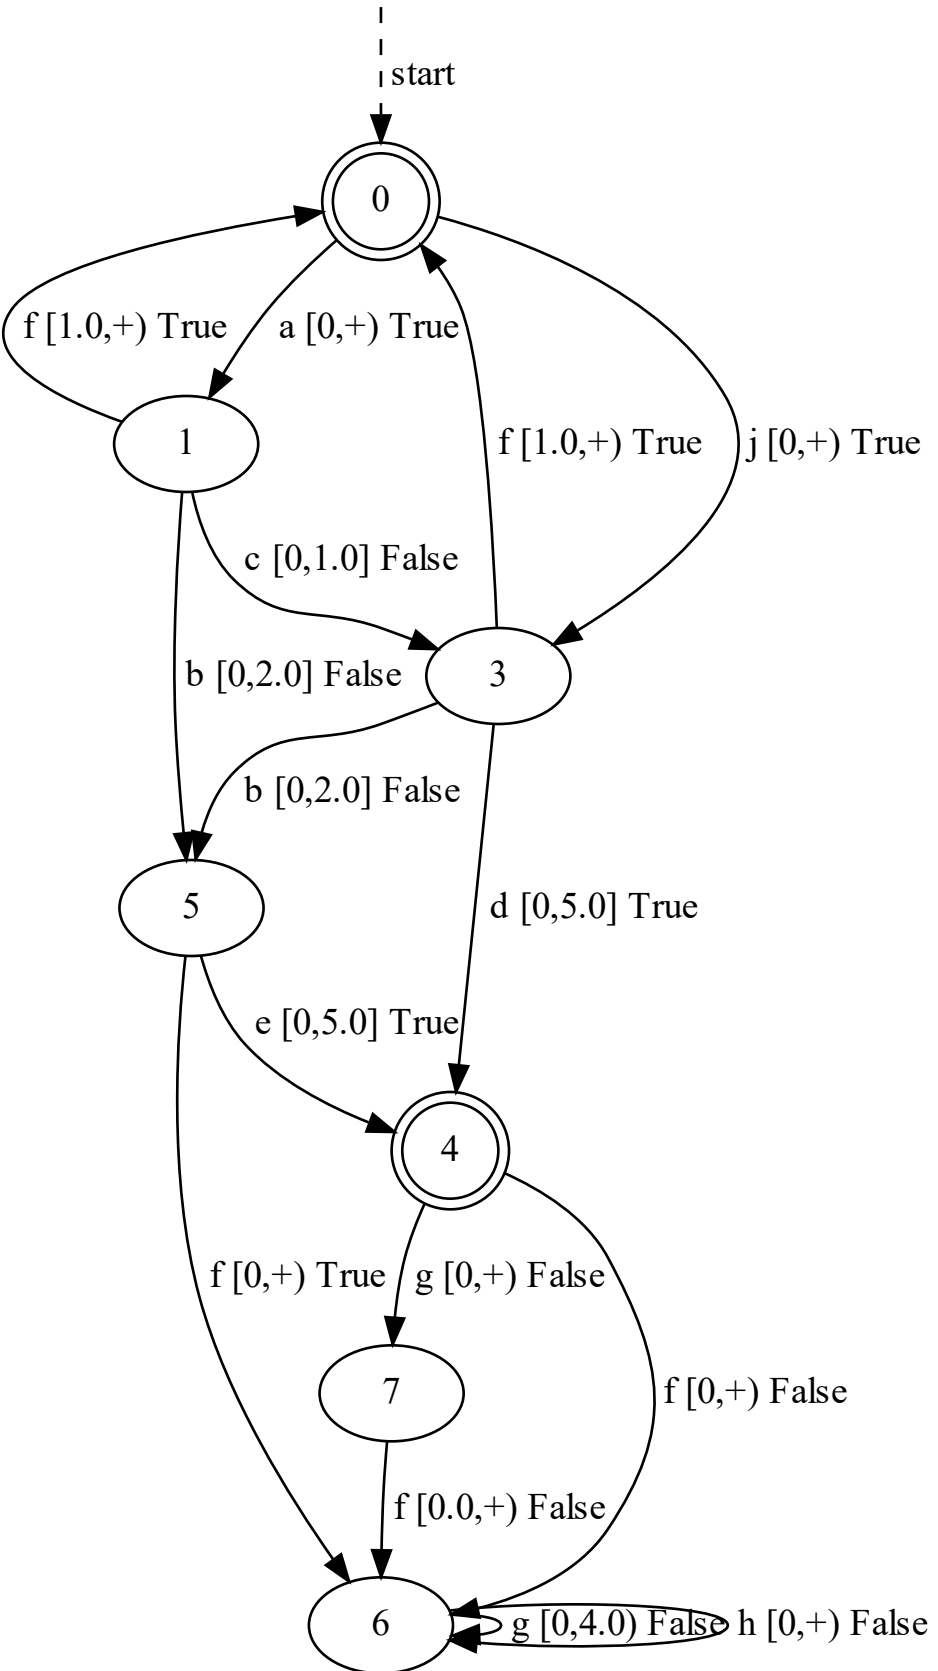 start
0
f [1.0,+) True
a [0,+) True
1
f [1.0,+) True
j [0,+) True
c [0,1.0] False
b [0,2.0] False
3
b [0,2.0] False
5
d [0,5.0] True
e [0,5.0] True
4
f [0,+) True
g [0,+) False
7
f [0,+) False
f [0.0,+) False
6
g [0,4.0) False
h [0,+) False